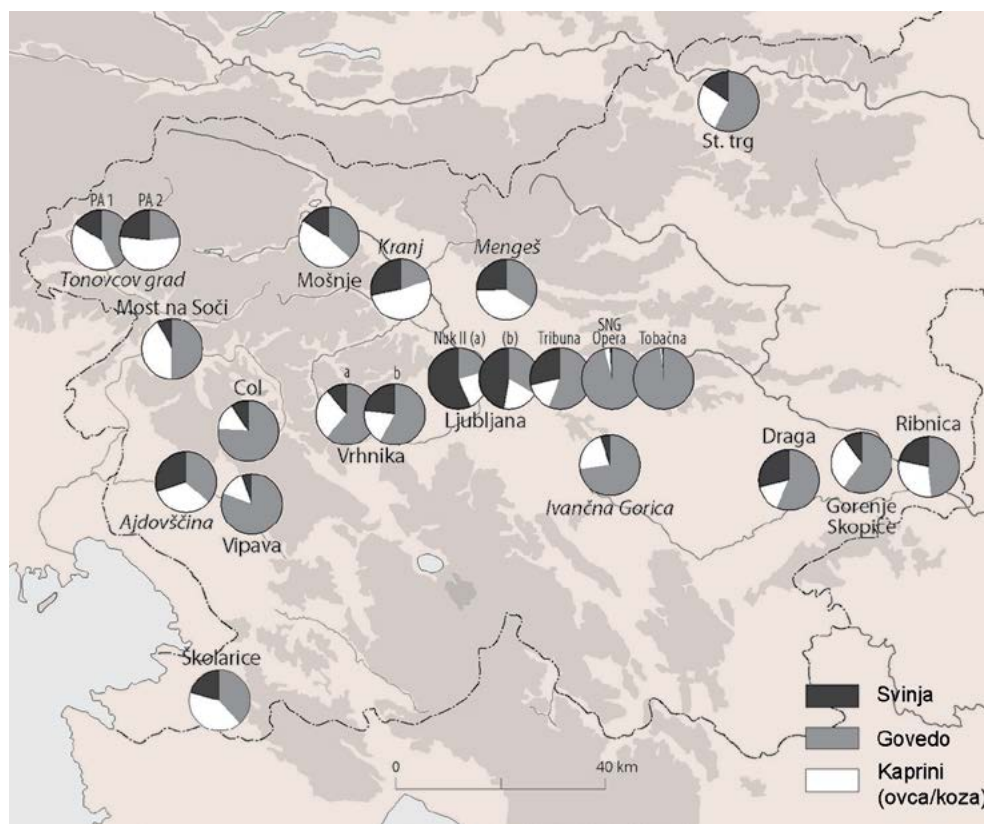 St. trg
PA 1
PA 2
Tonovcov grad
Mošnje
Kranj
Mengeš
Most na Soči
Nuk II (a)
(b)
Tribuna
SNG
Opera
Tobačna
Ljubljana
Col
a
b
Vrhnika
Ajdovščina
Vipava
Ivančna Gorica
Draga
Gorenje
Skopice
Ribnica
Školarice
0
40 km
Svinja
Govedo
Kaprini
(ovca/koza)